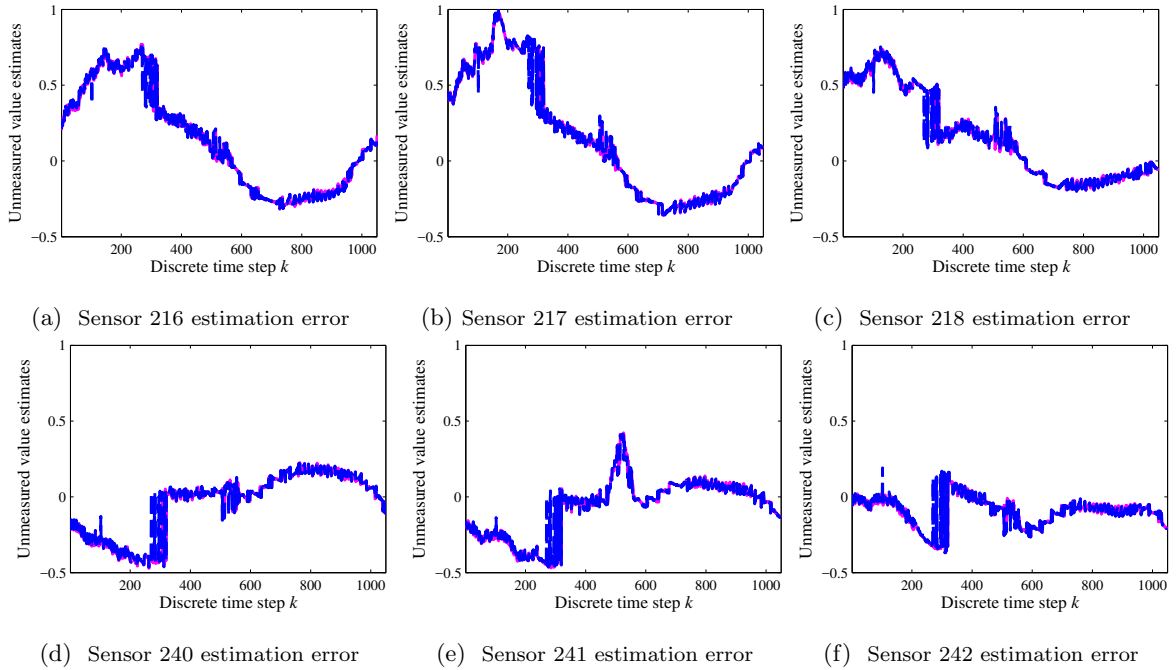 Unmeasured value estimates
1
0.5
0
−0.5
200 400 600 800 1000
Discrete time step k
(a) Sensor 216 estimation error
Unmeasured value estimates
1
0.5
0
−0.5
200 400 600 800 1000
Discrete time step k
(b) Sensor 217 estimation error
Unmeasured value estimates
1
0.5
0
−0.5
200 400 600 800 1000
Discrete time step k
(c) Sensor 218 estimation error
Unmeasured value estimates
1
0.5
0
−0.5
200 400 600 800 1000
Discrete time step k
(d) Sensor 240 estimation error
Unmeasured value estimates
1
0.5
0
−0.5
200 400 600 800 1000
Discrete time step k
(e) Sensor 241 estimation error
Unmeasured value estimates
1
0.5
0
−0.5
200 400 600 800 1000
Discrete time step k
(f) Sensor 242 estimation error